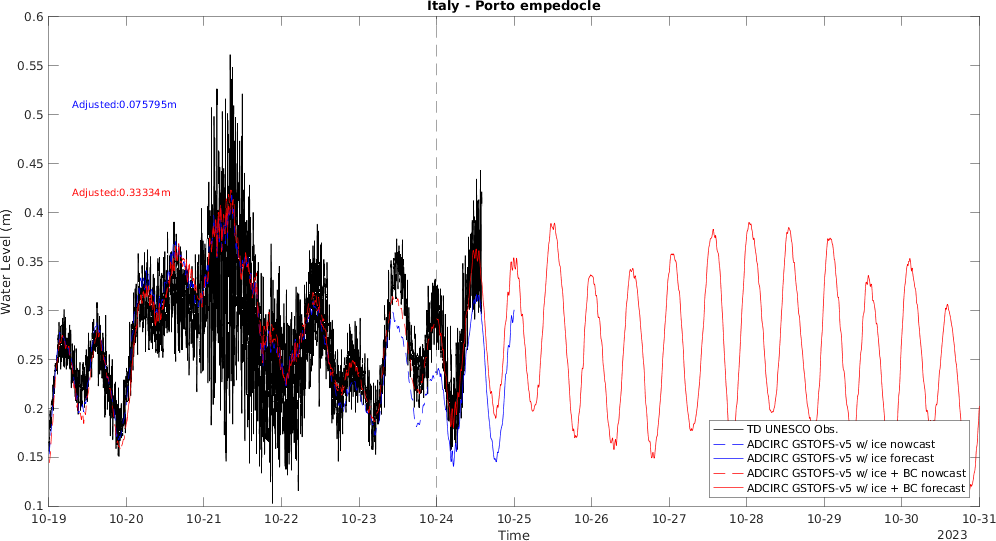 Italy - Porto empedocle
0.6
0.55
0.5
0.45
0.4
0.35
0.3
0.25
0.2
0.15
0.1
Water Level (m)
Adjusted:0.075795m
Adjusted:0.33334m
TD UNESCO Obs.
ADCIRC GSTOFS-v5 w/ ice nowcast
ADCIRC GSTOFS-v5 w/ ice forecast
ADCIRC GSTOFS-v5 w/ ice + BC nowcast
ADCIRC GSTOFS-v5 w/ ice + BC forecast
10-19 10-20 10-21 10-22 10-23 10-24 10-25 10-26 10-27 10-28 10-29 10-30 10-31
Time
2023